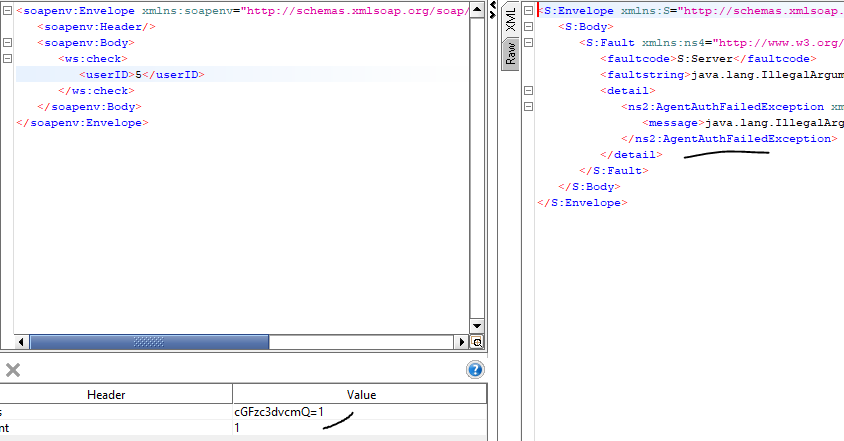 <soapenv:Envelope xmlns:soapenv="http://schemas.xmlsoap.org/soap/
<soapenv:Header/>
<soapenv:Body>
<ws:check>
<userID>5</userID>
</ws:check>
</soapenv:Body>
</soapenv:Envelope>
XML
Raw
<S:Envelope xmlns:S="http://schemas.xmlsoap.
<S:Body>
<S:Fault xmlns:ns4="http://www.w3.org/
<faultcode>S:Server</faultcode>
<faultstring>java.lang.IllegalArgum
<detail>
<ns2:AgentAuthFailedException xm
<message>java.lang.IllegalArg
</ns2:AgentAuthFailedException>
</detail>
</S:Fault>
</S:Body>
</S:Envelope>
Header Value
s cGFzc3dvcmQ=1
nt 1